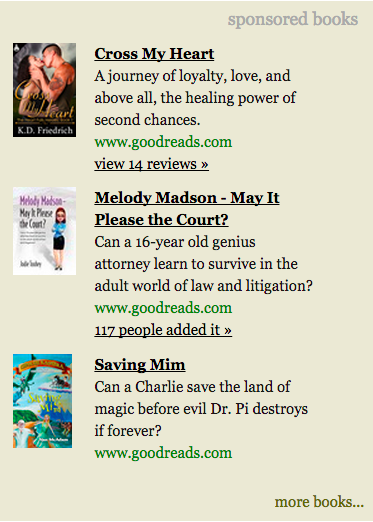 sponsored books
Cross My Heart
A journey of loyalty, love, and
above all, the healing power of
second chances.
www.goodreads.com
view 14 reviews »
Cross
My Heart
K.D. Friedrich
Melody Madson - May It
Please the Court?
Can a 16-year old genius
attorney learn to survive in the
adult world of law and litigation?
www.goodreads.com
117 people added it »
Melody Madson -
May It Please
the Court?
Saving Mim
Can a Charlie save the land of
magic before evil Dr. Pi destroys
if forever?
www.goodreads.com
Saving
Mim
more books...